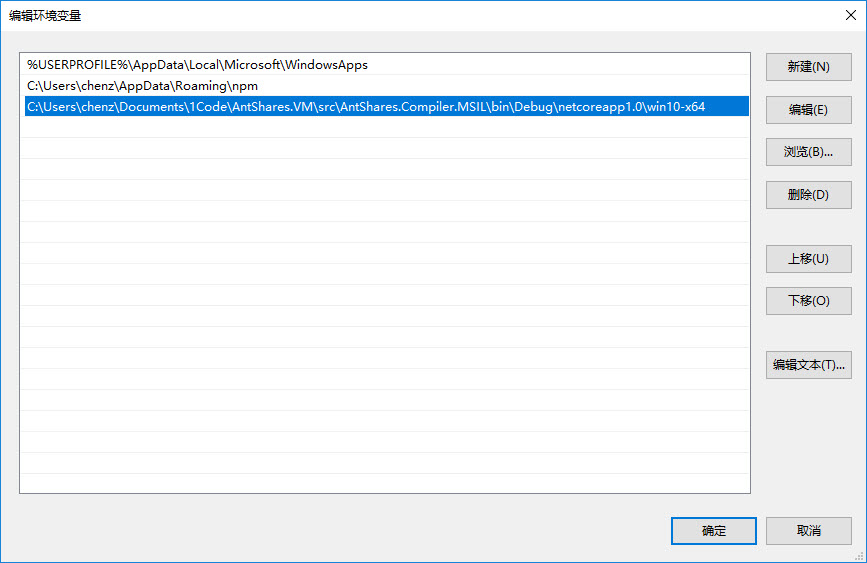 编辑环境变量
%USERPROFILE%\AppData\Local\Microsoft\WindowsApps
C:\Users\chenz\AppData\Roaming\npm
C:\Users\chenz\Documents\1Code\AntShares.VM\src\AntShares.Compiler.MSIL\bin\Debug\netcoreapp1.0\win10-x64
新建(N)
编辑(E)
浏览(B)...
删除(D)
上移(U)
下移(O)
编辑文本(T)...
确定
取消